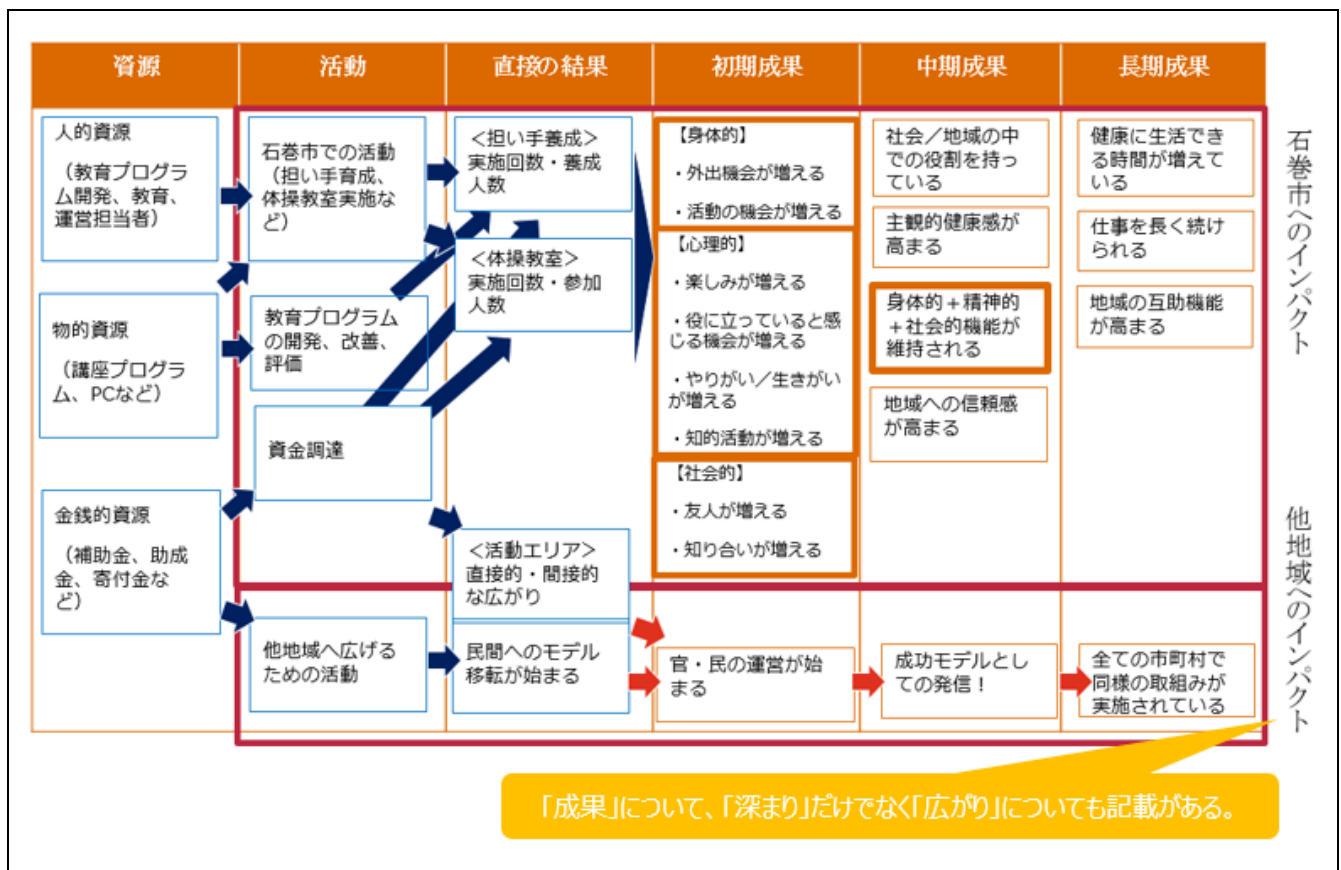 資源
活動
直接の結果
初期成果
中期成果
長期成果
人的資源
（教育プログラ
ム開発、教育、
運営担当者）
物的資源
（講座プログラ
ム、PCなど）
金銭的資源
（補助金、助成
金、寄付金な
ど）
石巻市での活動
（担い手育成、
体操教室実施な
ど）
教育プログラム
の開発、改善、
評価
資金調達
他地域へ広げる
ための活動
＜担い手養成＞
実施回数・養成
人数
＜体操教室＞
実施回数・参加
人数
＜活動エリア＞
直接的・間接的
な広がり
民間へのモデル
移転が始まる
【身体的】
・外出機会が増える
・活動の機会が増える
【心理的】
・楽しみが増える
・役に立っていると感
じる機会が増える
・やりがい／生きがい
が増える
・知的活動が増える
【社会的】
・友人が増える
・知り合いが増える
官・民の運営が始
まる
社会／地域の中
での役割を持っ
ている
主観的健康感が
高まる
身体的＋精神的
＋社会的機能が
維持される
地域への信頼感
が高まる
成功モデルとし
ての発信！
健康に生活でき
る時間が増えて
いる
仕事を長く続け
られる
地域の互助機能
が高まる
全ての市町村で
同様の取組みが
実施されている
石巻市へのインパクト
他地域へのインパクト
「成果」について、「深まり」だけでなく「広がり」についても記載がある。